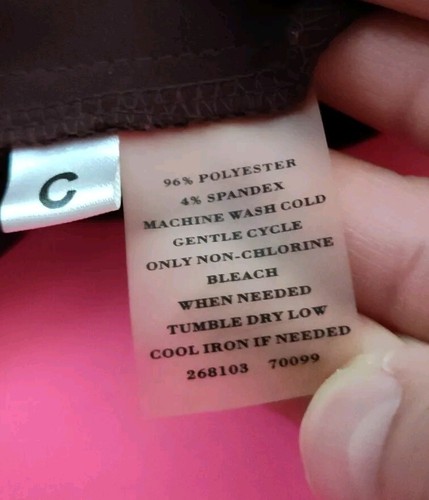 C
96% POLYESTER
4% SPANDEX
MACHINE WASH COLD
GENTLE CYCLE
ONLY NON-CHLORINE
BLEACH
WHEN NEEDED
TUMBLE DRY LOW
COOL IRON IF NEEDED
268103 70099